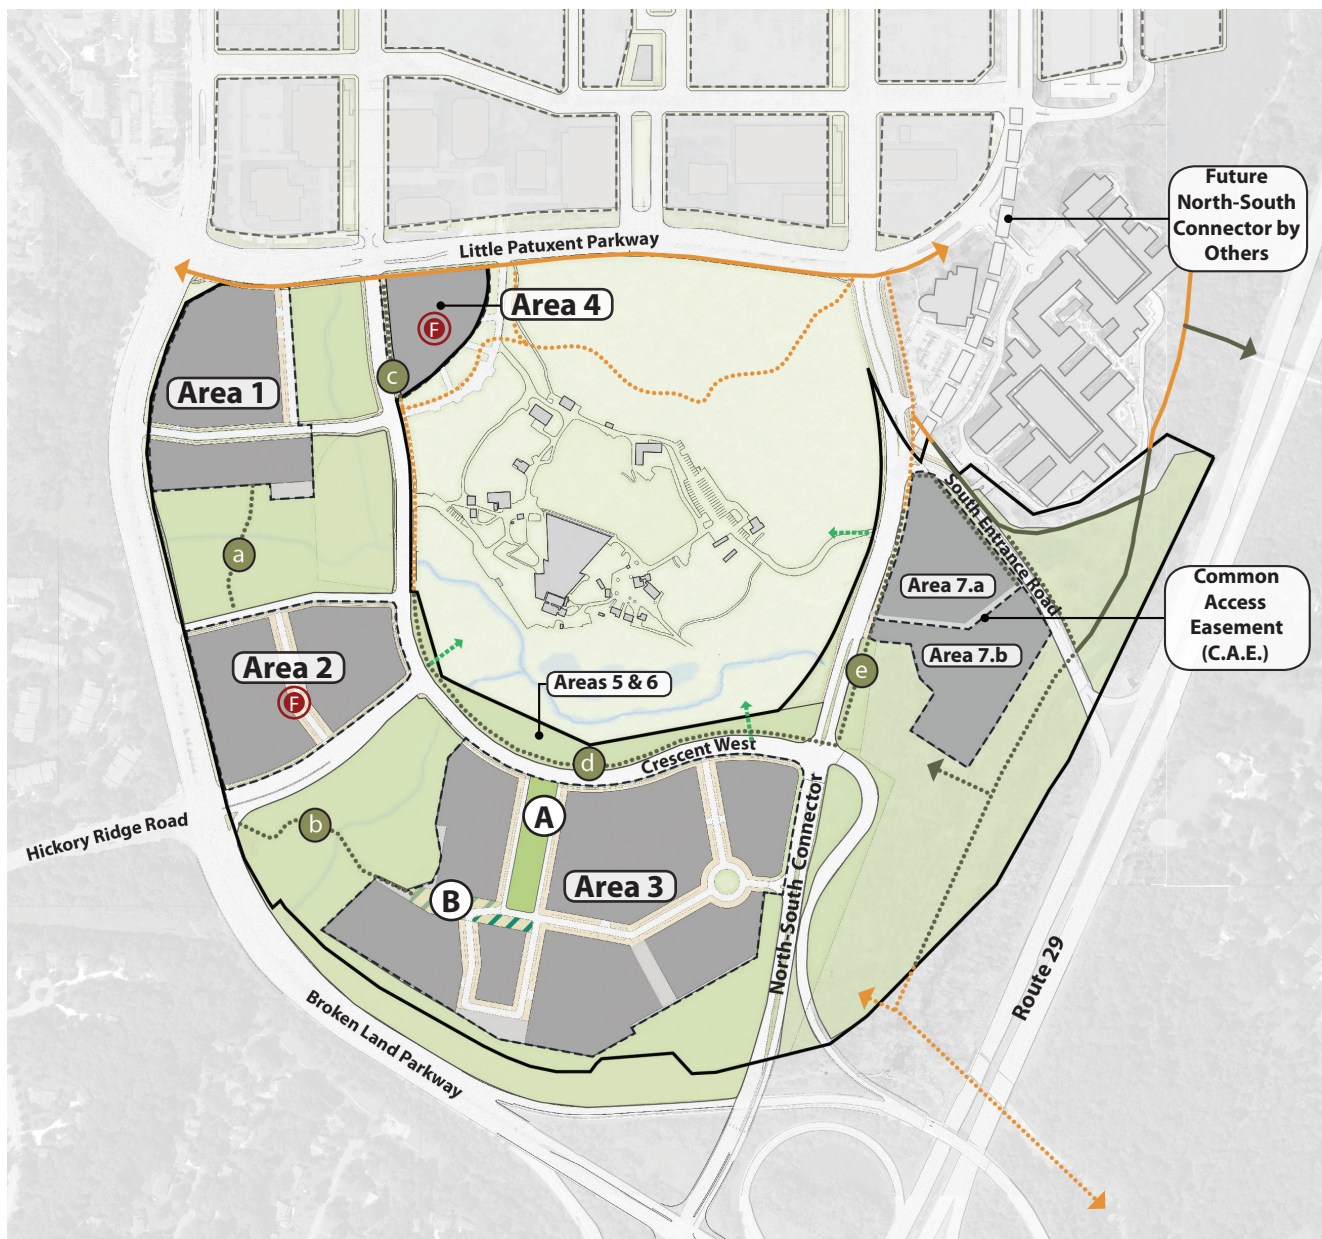 Future
North-South
Connector by
Others
Little Patuxent Parkway
Area 4
F
c
Area 1
South Entrance Road
a
Area 7.a
Common
Access
Easement
(C.A.E.)
Area 7.b
Area 2
e
Areas 5 & 6
F
Crescent West
d
A
Hickory Ridge Road
b
North-South Connector
Area 3
B
Route 29
Broken Land Parkway